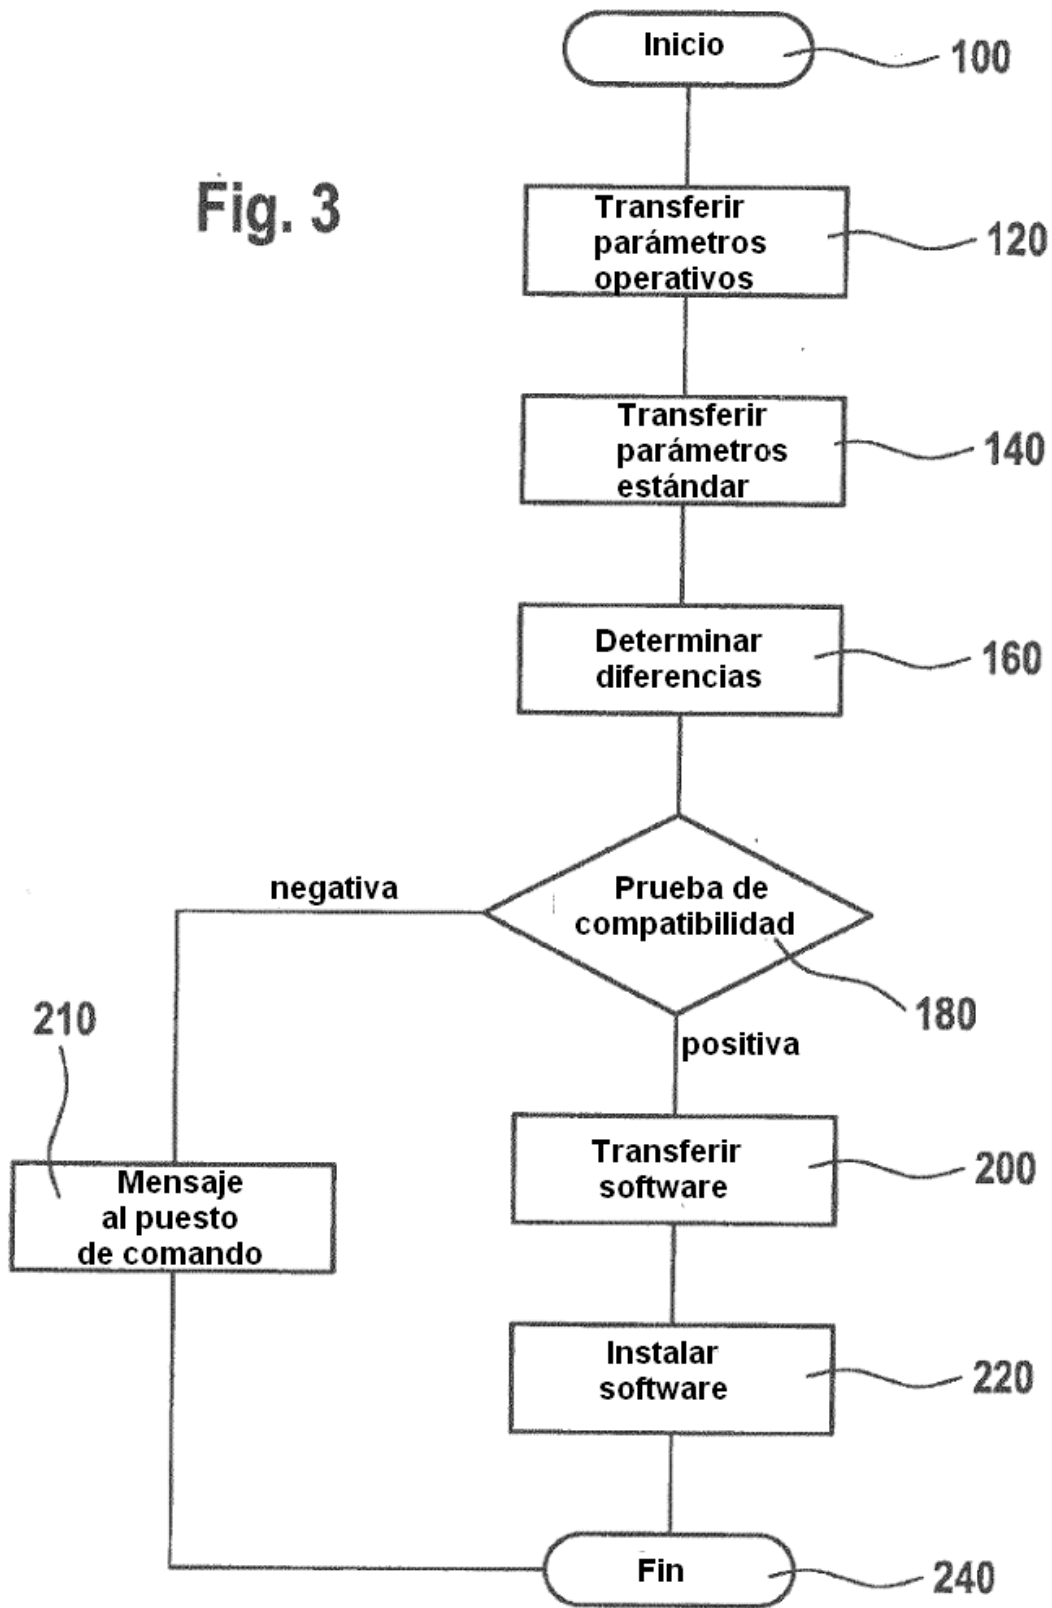 Inicio
100
Fig. 3
Transferir
parámetros
operativos
120
Transferir
parámetros
estándar
140
Determinar
diferencias
160
negativa
Prueba de
compatibilidad
180
210
positiva
Mensaje
al puesto
de comando
Transferir
software
200
Instalar
software
220
Fin
240